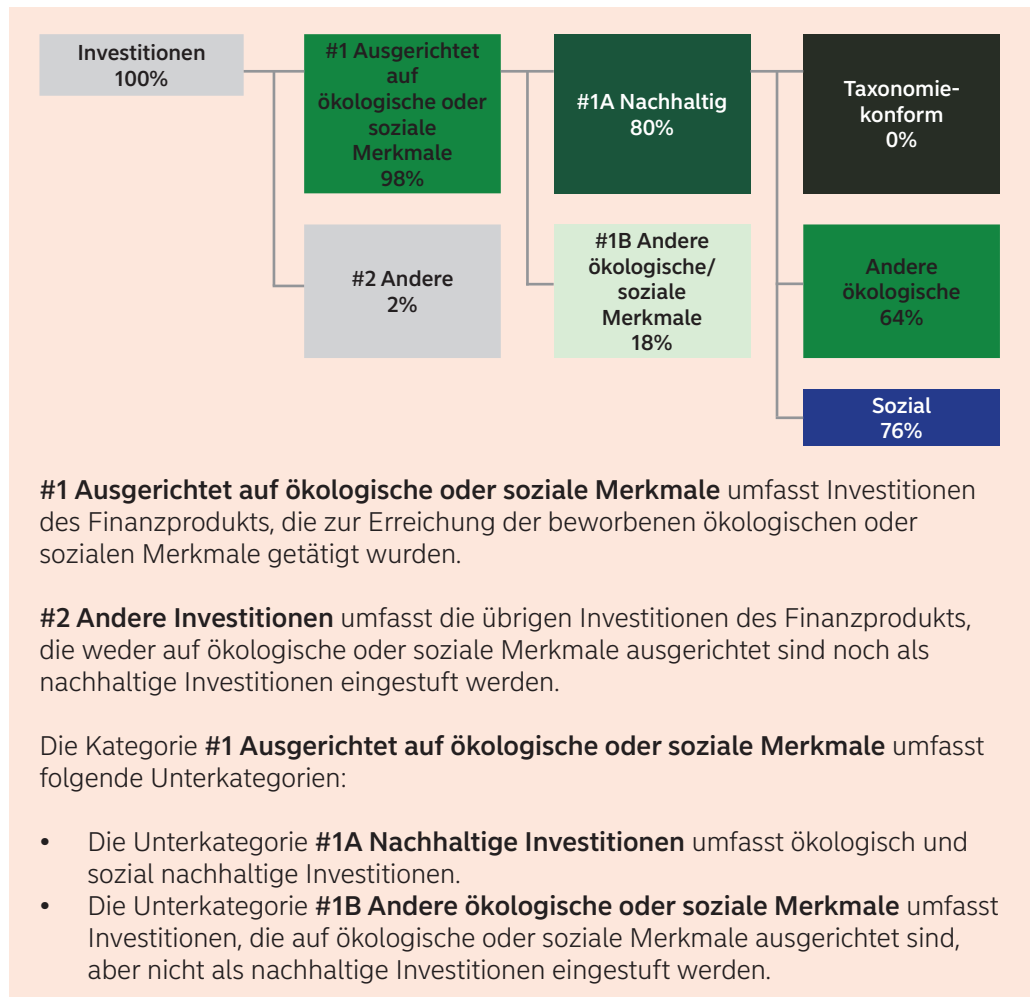 Investitionen
100%
#1 Ausgerichtet
auf
ökologische oder
soziale
Merkmale
98%
#1A Nachhaltig
80%
Taxonomie-
konform
0%
#2 Andere
2%
#1B Andere
ökologische/
soziale
Merkmale
18%
Andere
ökologische
64%
Sozial
76%
#1 Ausgerichtet auf ökologische oder soziale Merkmale umfasst Investitionen
des Finanzprodukts, die zur Erreichung der beworbenen ökologischen oder
sozialen Merkmale getätigt wurden.
#2 Andere Investitionen umfasst die übrigen Investitionen des Finanzprodukts,
die weder auf ökologische oder soziale Merkmale ausgerichtet sind noch als
nachhaltige Investitionen eingestuft werden.
Die Kategorie #1 Ausgerichtet auf ökologische oder soziale Merkmale umfasst
folgende Unterkategorien:
• Die Unterkategorie #1A Nachhaltige Investitionen umfasst ökologisch und
sozial nachhaltige Investitionen.
• Die Unterkategorie #1B Andere ökologische oder soziale Merkmale umfasst
Investitionen, die auf ökologische oder soziale Merkmale ausgerichtet sind,
aber nicht als nachhaltige Investitionen eingestuft werden.